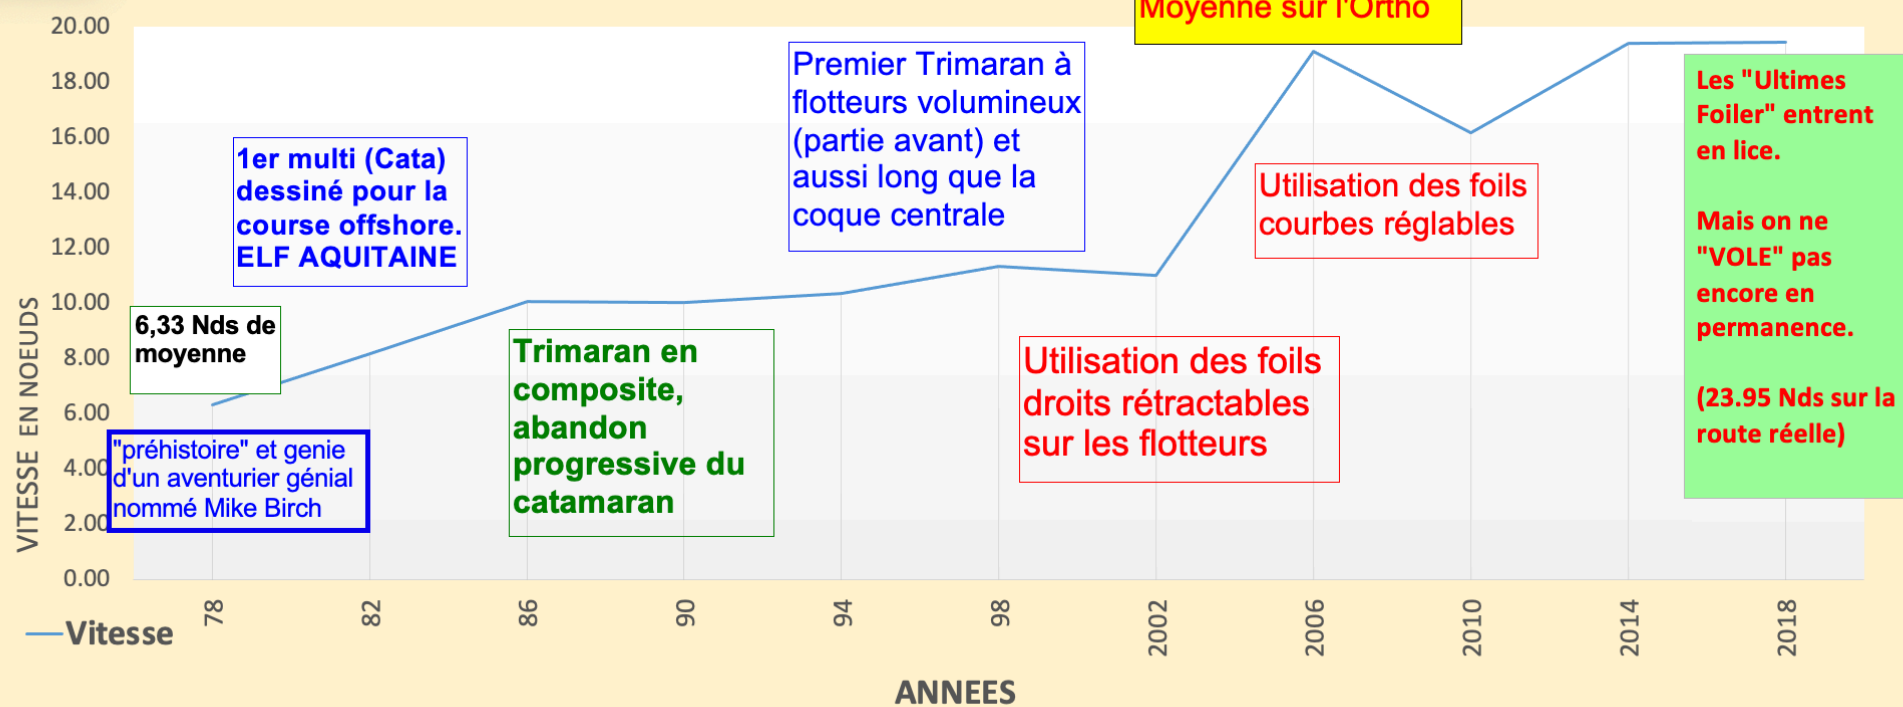 Moyenne sur l'Ortho
20.00
18.00
16.00
14.00
12.00
10.00
8.00
6.00
4.00
2.00
0.00
VITESSE EN NOEUDS
1er multi (Cata)
dessiné pour la
course offshore.
ELF AQUITAINE
6,33 Nds de
moyenne
"préhistoire" et genie
d'un aventurier génial
nommé Mike Birch
Trimaran en
composite,
abandon
progressive du
catamaran
Premier Trimaran à
flotteurs volumineux
(partie avant) et
aussi long que la
coque centrale
Utilisation des foils
droits rétractables
sur les flotteurs
Utilisation des foils
courbes réglables
Les "Ultimes
Foiler" entrent
en lice.
Mais on ne
"VOLE" pas
encore en
permanence.
(23.95 Nds sur la
route réelle)
78
82
86
90
94
98
2002
2006
2010
2014
2018
Vitesse
ANNEES